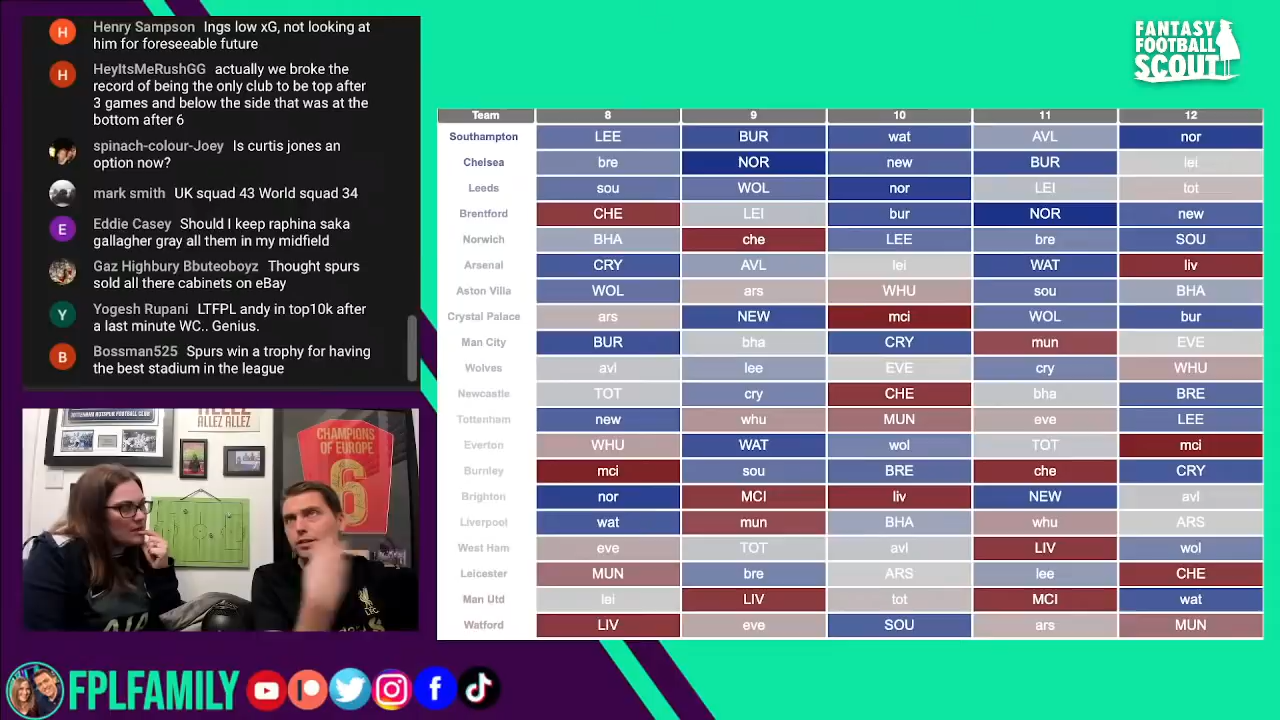 Henry Sampson Ings low xG, not looking at
him for foreseeable future
HeyItsMeRushGG actually we broke the
record of being the only club to be top after
3 games and below the side that was at the
bottom after 6
spinach-colour-Joey Is curtis jones an
option now?
mark smith UK squad 43 World squad 34
Eddie Casey Should I keep raphina saka
gallagher gray all them in my midfield
Gaz Highbury Bbuteoboyz Thought spurs
sold all there cabinets on eBay
Yogesh Rupani LTFPL andy in top10k after
a last minute WC.. Genius.
Bossman525 Spurs win a trophy for having
the best stadium in the league
H
H
E
Y
B
FANTASY
FOOTBALL
SCOUT
Team 8 9 10 11 12
Southampton LEE BUR wat AVL nor
Chelsea bre NOR new BUR lei
Leeds sou WOL nor LEI tot
Brentford CHE LEI bur NOR new
Norwich BHA che LEE bre SOU
Arsenal CRY AVL lei WAT liv
Aston Villa WOL ars WHU sou BHA
Crystal Palace ars NEW mci WOL bur
Man City BUR bha CRY mun EVE
Wolves avl lee EVE cry WHU
Newcastle TOT cry CHE bha BRE
Tottenham new whu MUN eve LEE
Everton WHU WAT wol TOT mci
Burnley mci sou BRE che CRY
Brighton nor MCI liv NEW avl
Liverpool wat mun BHA whu ARS
West Ham eve TOT avl LIV wol
Leicester MUN bre ARS lee CHE
Man Utd lei LIV tot MCI wat
Watford LIV eve SOU ars MUN
TOTTENHAM HOTSPUR FOOTBALL CLUB
ALLEZ ALLEZ
CHAMPIONS
OF EUROPE
6
AIA
FPLFAMILY